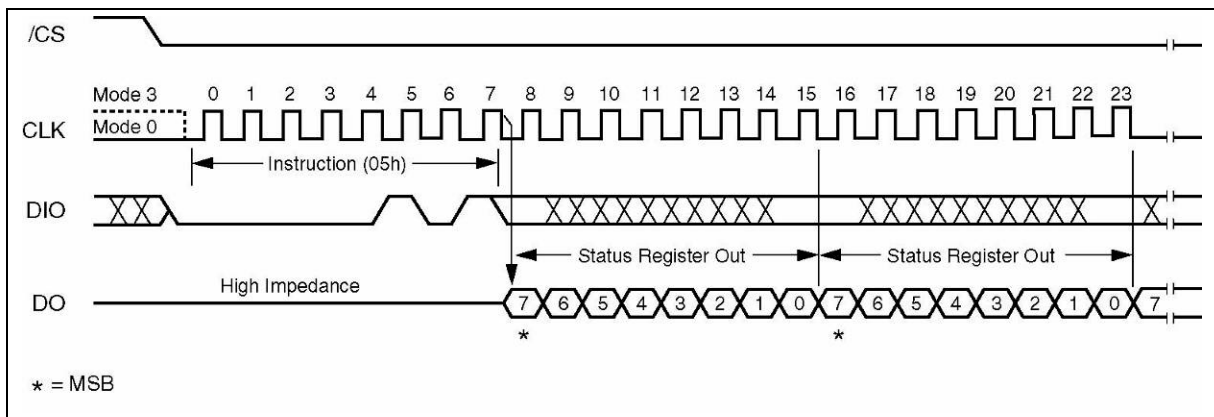 /CS
Mode 3
0 1 2 3 4 5 6 7 8 9 10 11 12 13 14 15 16 17 18 19 20 21 22 23
CLK
Mode 0
Instruction (05h)
DIO
Status Register Out
Status Register Out
High Impedance
DO
7 6 5 4 3 2 1 0 7 6 5 4 3 2 1 0 7
* *
* = MSB